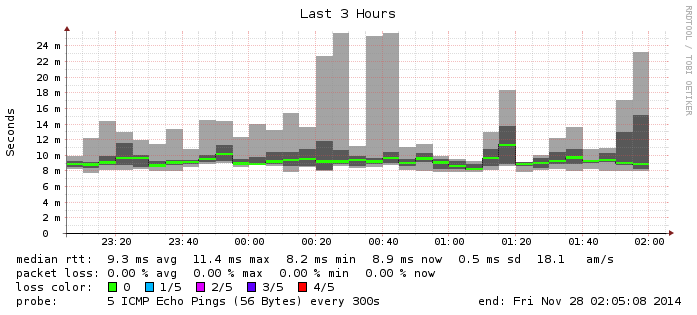 Last 3 Hours
RRDTOOL / TOBI OETIKER
Seconds
24 m
22 m
20 m
18 m
16 m
14 m
12 m
10 m
8 m
6 m
4 m
2 m
0
23:20 23:40 00:00 00:20 00:40 01:00 01:20 01:40 02:00
median rtt: 9.3 ms avg 11.4 ms max 8.2 ms min 8.9 ms now 0.5 ms sd 18.1 am/s
packet loss: 0.00 % avg 0.00 % max 0.00 % min 0.00 % now
loss color: 0 1/5 2/5 3/5 4/5
probe: 5 ICMP Echo Pings (56 Bytes) every 300s end: Fri Nov 28 02:05:08 2014